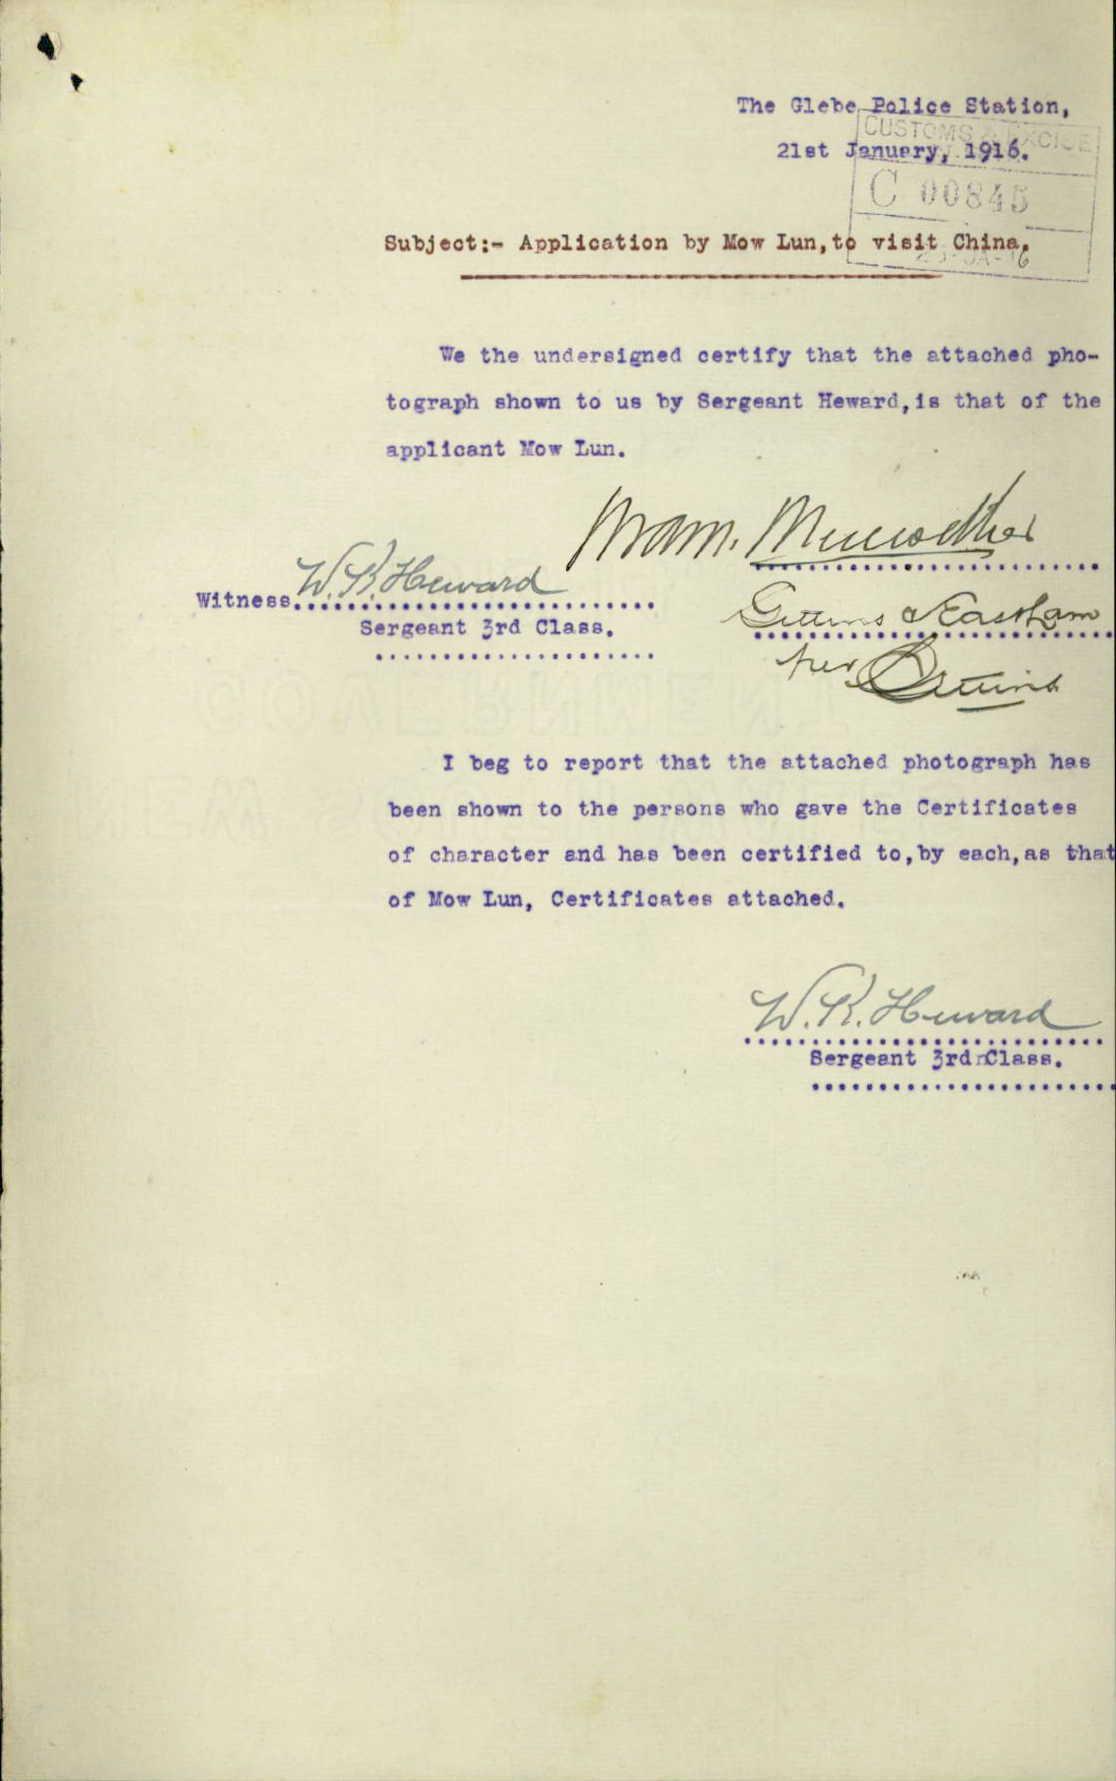 The Glebe Police Station,
CUSTOMS & EXCISE
21st January, 1916.
C 00845
Subject:- Application by Mow Lun,to visit China.
We the undersigned certify that the attached pho-
tograph shown to us by Sergeant Heward,is that of the
applicant Mow Lun.
Witness W. R. Heward
Sergeant 3rd Class.
Gittins & Eastham
per
I beg to report that the attached photograph has
been shown to the persons who gave the Certificates
of character and has been certified to,by each,as that
of Mow Lun, Certificates attached.
W. R. Heward
Sergeant 3rd Class.